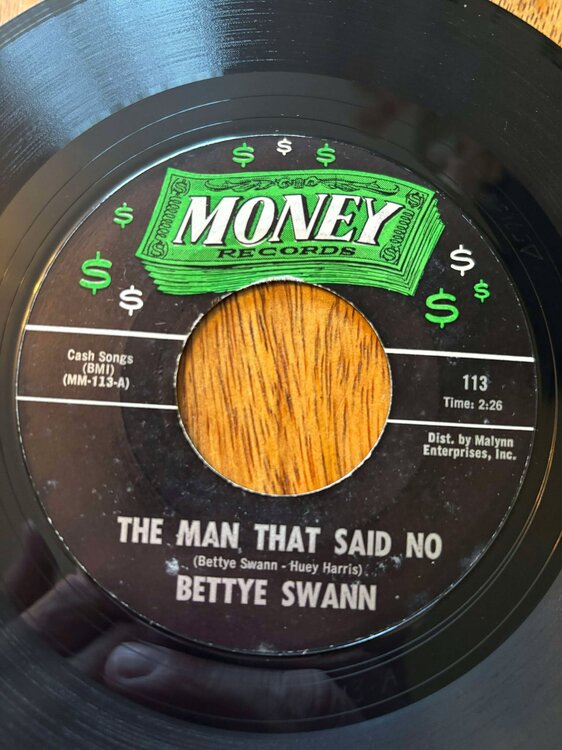 $ $ $
MONEY
RECORDS
$ $ $
$ $ $
Cash Songs
(BMI)
(MM-113-A)
113
Time: 2:26
Dist. by Malynn
Enterprises, Inc.
THE MAN THAT SAID NO
(Bettye Swann - Huey Harris)
BETTYE SWANN